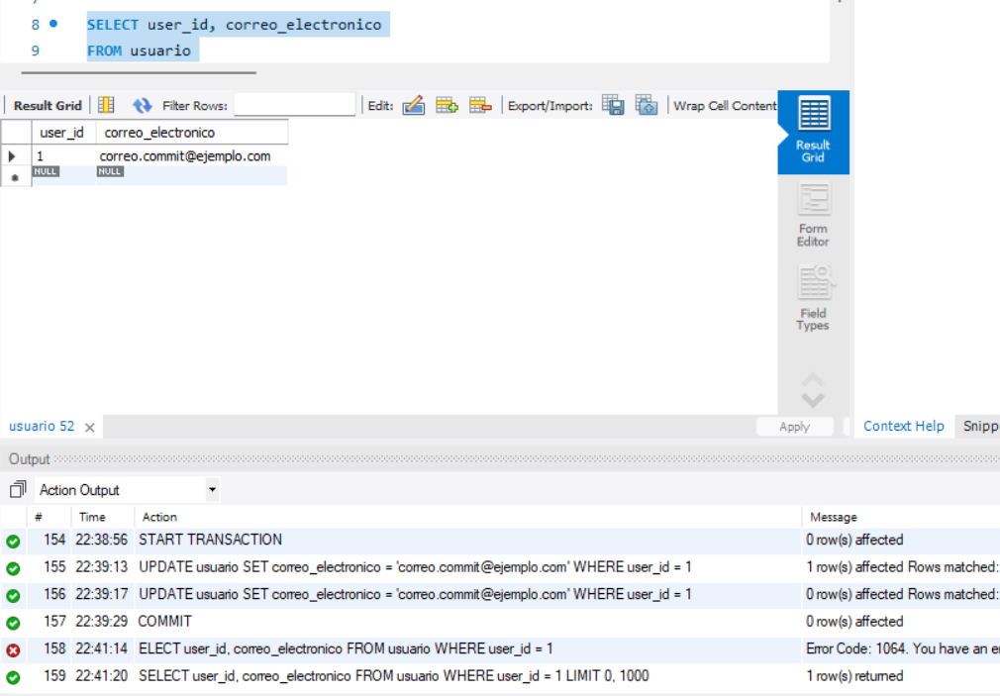 8 SELECT user_id, correo_electronico
9 FROM usuario
Result Grid Filter Rows: Edit: Export/Import: Wrap Cell Content
user_id correo_electronico
1 correo.commit@ejemplo.com
NULL NULL
Result
Grid
Form
Editor
Field
Types
usuario 52 Apply Context Help Snipp
Output
Action Output
# Time Action Message
154 22:38:56 START TRANSACTION 0 row(s) affected
155 22:39:13 UPDATE usuario SET correo_electronico = 'correo.commit@ejemplo.com' WHERE user_id = 1 1 row(s) affected Rows matched:
156 22:39:17 UPDATE usuario SET correo_electronico = 'correo.commit@ejemplo.com' WHERE user_id = 1 0 row(s) affected Rows matched:
157 22:39:29 COMMIT 0 row(s) affected
158 22:41:14 ELECT user_id, correo_electronico FROM usuario WHERE user_id = 1 Error Code: 1064. You have an
159 22:41:20 SELECT user_id, correo_electronico FROM usuario WHERE user_id = 1 LIMIT 0, 1000 1 row(s) returned